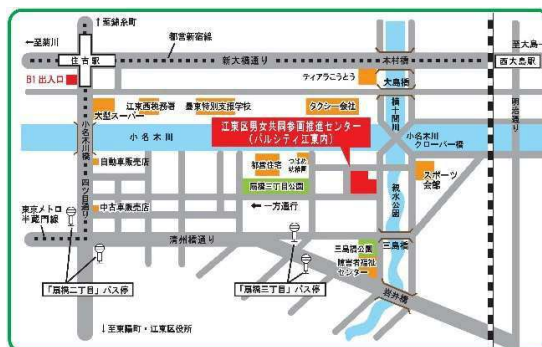 ↑至錦糸町
←至菊川
都営新宿線
住吉駅
新大橋通り
本村橋
至大島→
西大島駅
B1出入口
ティアラこうとう
大島橋
江東西税務署
墨東特別支援学校
タクシー会社
大型スーパー
横十間川
明治通り
小名木川橋
小名木川
江東区男女共同参画推進センター
(パルシティ江東内)
小名木川
クローバー橋
自動車販売店
都営住宅
つばめ
幼稚園
スポーツ
会館
扇橋三丁目公園
四ツ目通り
中古車販売店
←一方通行
親水公園
東京メトロ
半蔵門線
清州橋通り
三島橋
三島橋公園
障害者福祉
センター
岩井橋
「扇橋二丁目」バス停
「扇橋三丁目」バス停
↓至東陽町・江東区役所